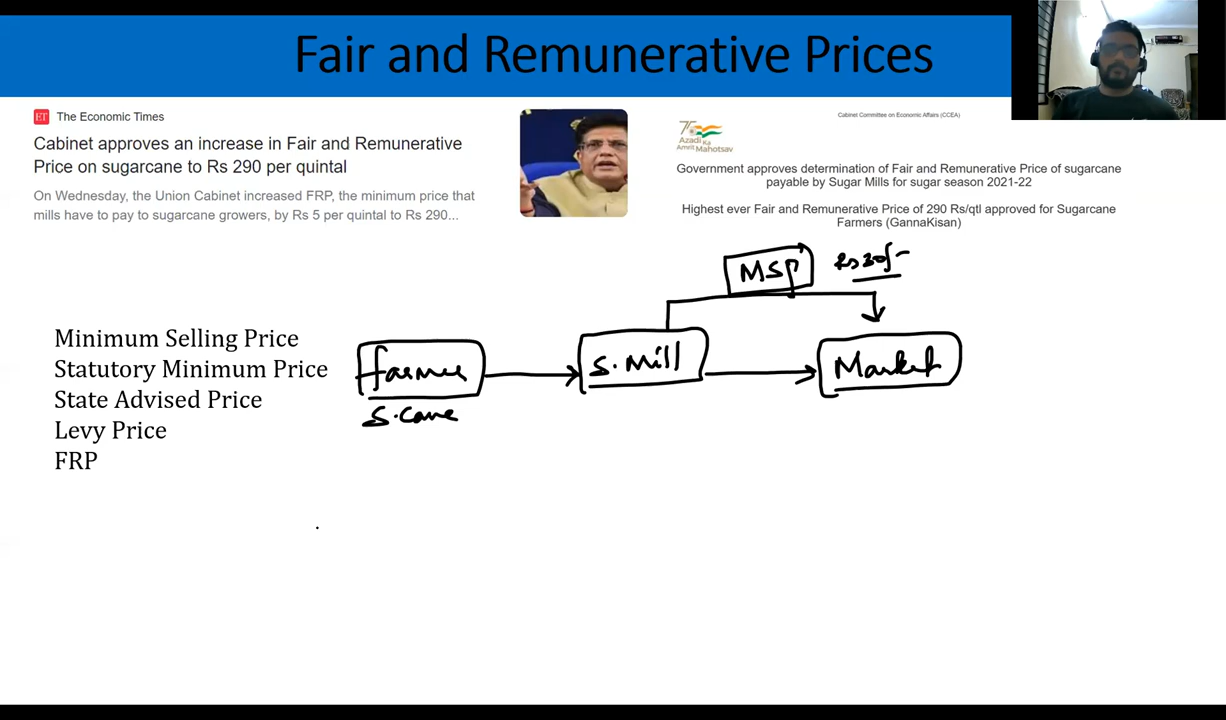 Fair and Remunerative Prices
ET The Economic Times
Cabinet approves an increase in Fair and Remunerative
Price on sugarcane to Rs 290 per quintal
On Wednesday, the Union Cabinet increased FRP, the minimum price that
mills have to pay to sugarcane growers, by Rs 5 per quintal to Rs 290...
Cabinet Committee on Economic Affairs (CCEA)
75
Azadi Ka
Amrit Mahotsav
Government approves determination of Fair and Remunerative Price of sugarcane
payable by Sugar Mills for sugar season 2021-22
Highest ever Fair and Remunerative Price of 290 Rs/qtl approved for Sugarcane
Farmers (GannaKisan)
MSP
Minimum Selling Price
Statutory Minimum Price
State Advised Price
Levy Price
FRP
farmer
S.cane
S.Mill
Market